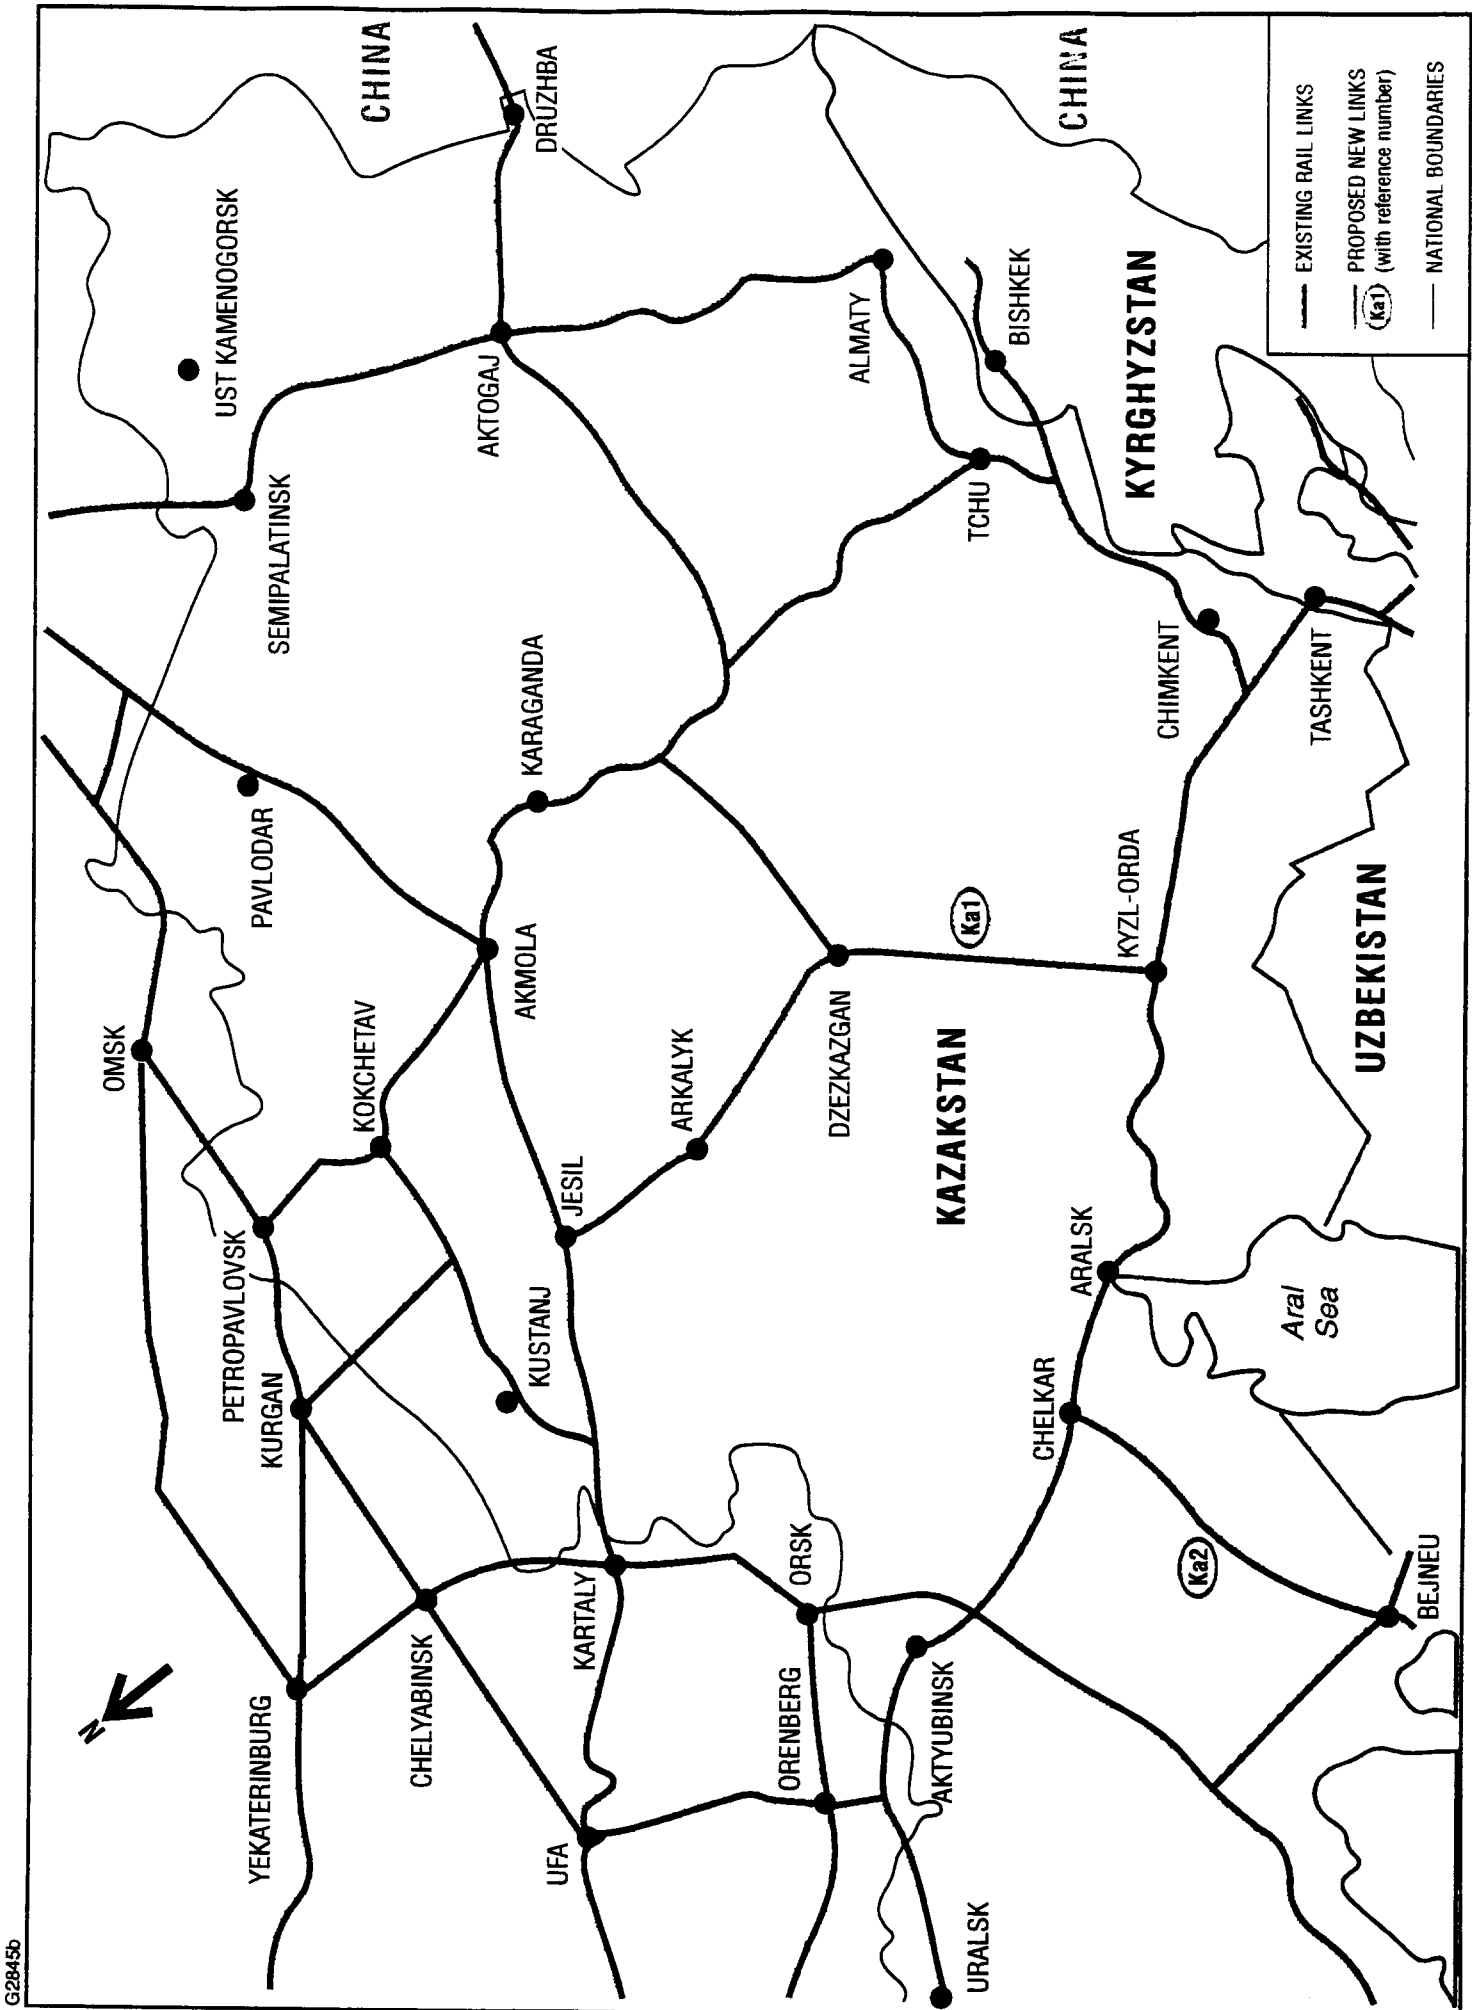 G2845b
N
YEKATERINBURG
CHELYABINSK
UFA
KARTALY
ORENBERG
ORSK
URALSK
AKTYUBINSK
KURGAN
PETROPAVLOVSK
OMSK
KOKCHETAV
KUSTANJ
JESIL
AKMOLA
ARKALYK
PAVLODAR
KARAGANDA
SEMIPALATINSK
UST KAMENOGORSK
AKTOGAJ
DRUZHBA
CHINA
DZEZKAZGAN
Ka1
KAZAKSTAN
CHELKAR
ARALSK
Aral
Sea
Ka2
BEJNEU
KYZL-ORDA
UZBEKISTAN
CHIMKENT
TASHKENT
TCHU
ALMATY
BISHKEK
KYRGHYZSTAN
CHINA
EXISTING RAIL LINKS
Ka1
PROPOSED NEW LINKS
(with reference number)
NATIONAL BOUNDARIES